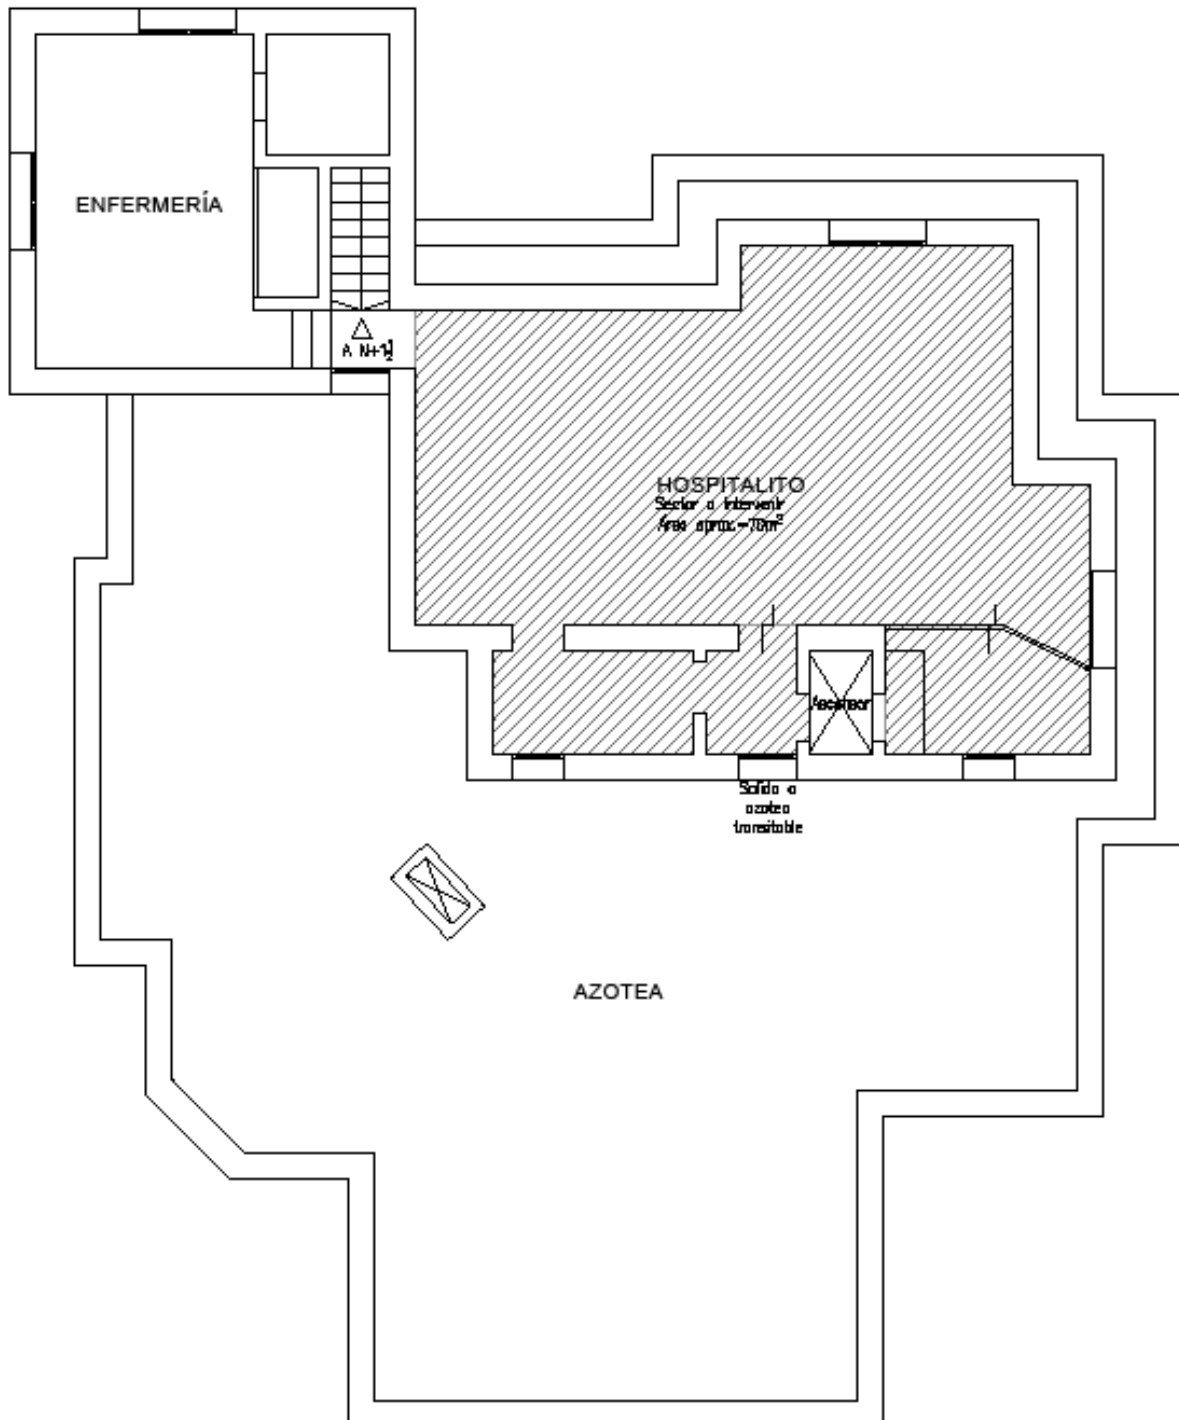 ENFERMERÍA
A N+1½
HOSPITALITO
Sector a intervenir
Área aprox.=70m²
Ascensor
Salida a
azotea
transitable
AZOTEA